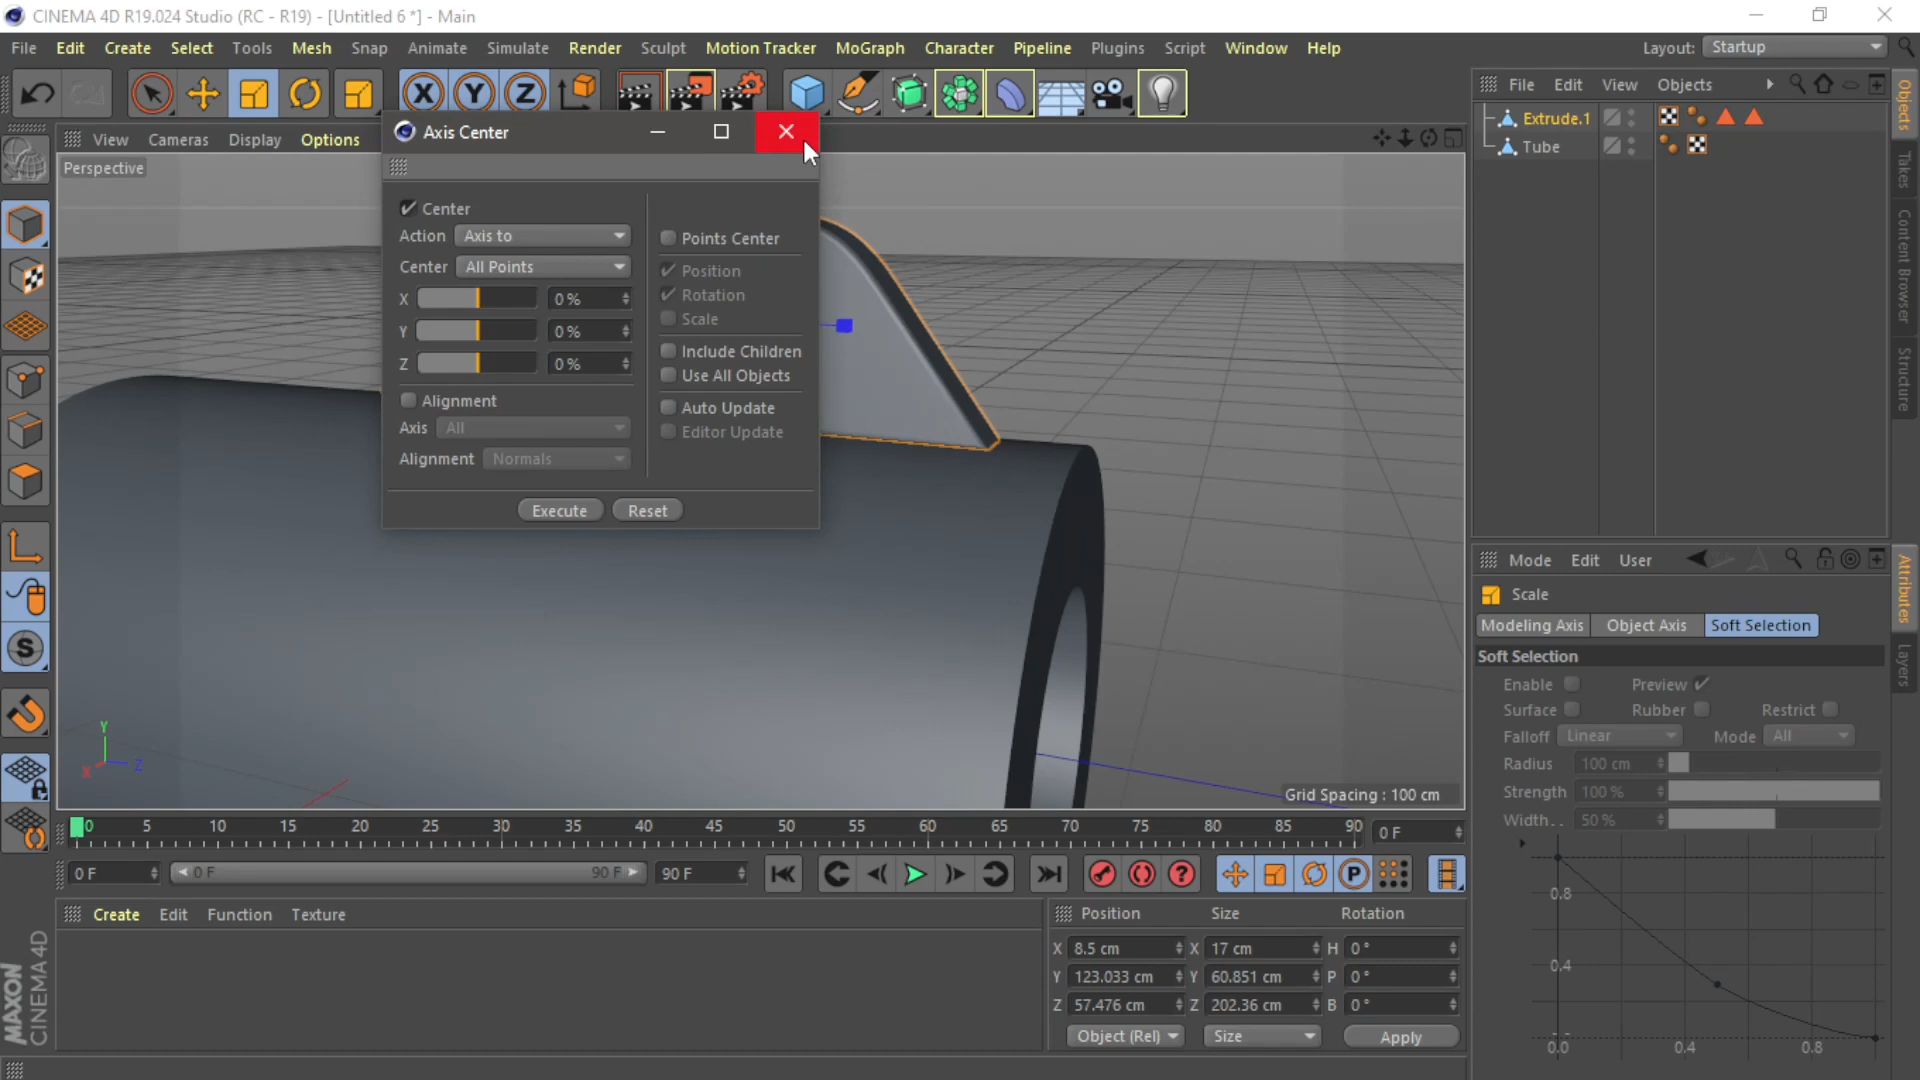 CINEMA 4D R19.024 Studio (RC - R19) - [Untitled 6 *] - Main
File Edit Create Select Tools Mesh Snap Animate Simulate Render Sculpt Motion Tracker MoGraph Character Pipeline Plugins Script Window Help
Layout: Startup
X Y Z
File Edit View Objects
Extrude.1
Tube
Objects
Takes
Content Browser
Structure
View Cameras Display Options
Perspective
Axis Center
Center
Action Axis to
Center All Points
X 0 %
Y 0 %
Z 0 %
Alignment
Axis All
Alignment Normals
Points Center
Position
Rotation
Scale
Include Children
Use All Objects
Auto Update
Editor Update
Execute Reset
Y
X Z
Grid Spacing : 100 cm
Mode Edit User
Scale
Modeling Axis Object Axis Soft Selection
Soft Selection
Enable Preview
Surface Rubber Restrict
Falloff Linear Mode All
Radius 100 cm
Strength 100 %
Width.. 50 %
0.8
0.4
0.0 0.4 0.8
Attributes
Layers
0 5 10 15 20 25 30 35 40 45 50 55 60 65 70 75 80 85 90 0 F
0 F 0 F 90 F 90 F
P
S
Create Edit Function Texture
MAXON
CINEMA 4D
Position Size Rotation
X 8.5 cm X 17 cm H 0 °
Y 123.033 cm Y 60.851 cm P 0 °
Z 57.476 cm Z 202.36 cm B 0 °
Object (Rel) Size Apply